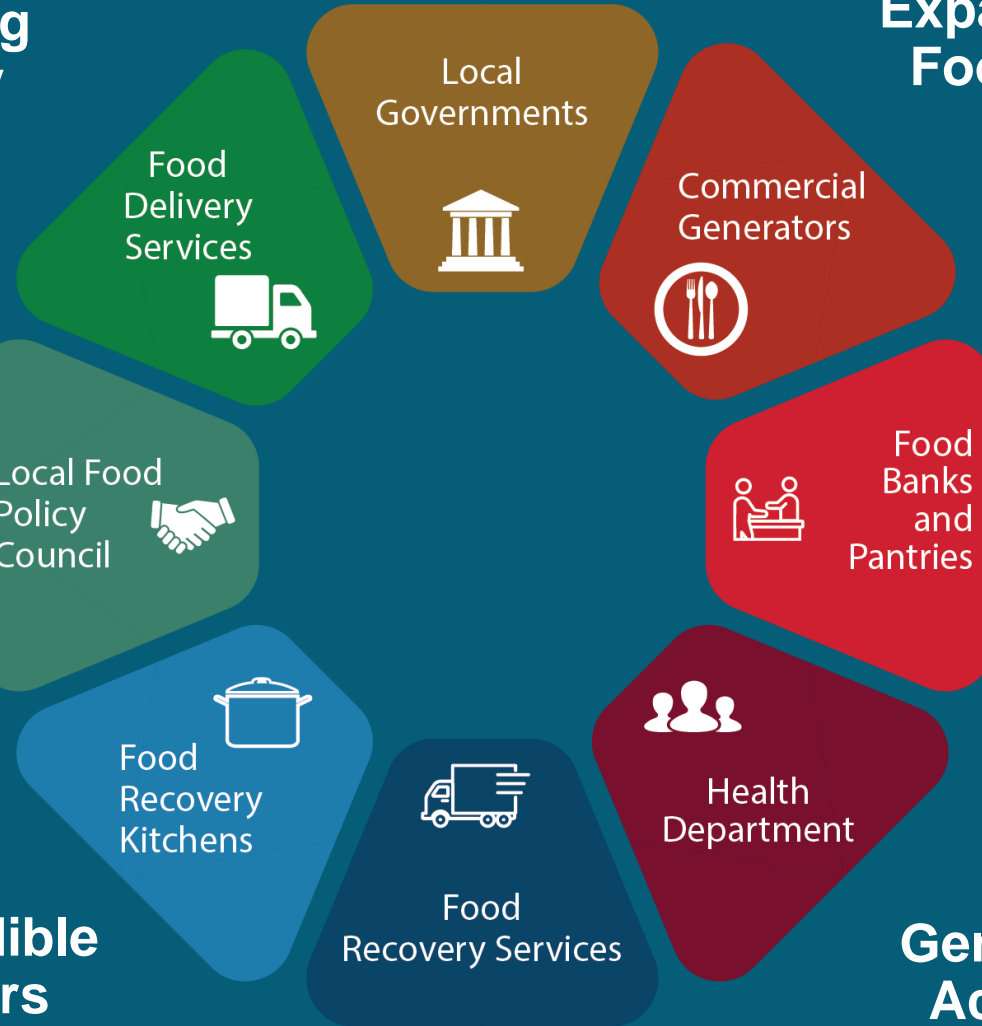 Local
Governments
Food
Delivery
Services
Commercial
Generators
Local Food
Policy
Council
Food
Banks
and
Pantries
Food
Recovery
Kitchens
Health
Department
Food
Recovery Services